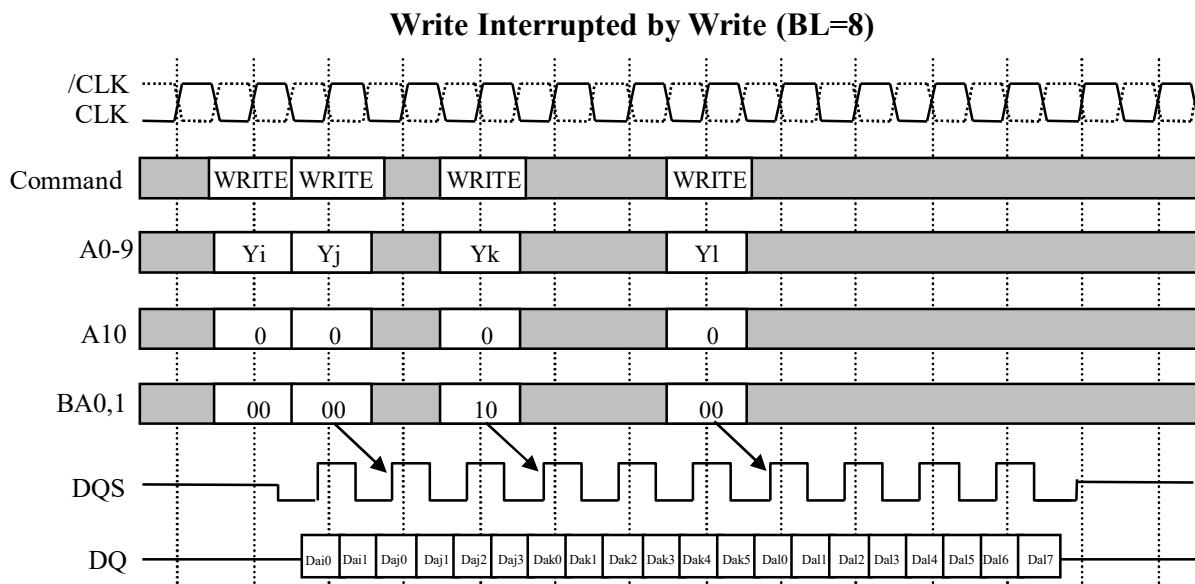 Write Interrupted by Write (BL=8)
/CLK
CLK
Command WRITE WRITE WRITE WRITE
A0-9 Yi Yj Yk Yl
A10 0 0 0 0
BA0,1 00 00 10 00
DQS
DQ Dai0 Dai1 Daj0 Daj1 Daj2 Daj3 Dak0 Dak1 Dak2 Dak3 Dak4 Dak5 Dal0 Dal1 Dal2 Dal3 Dal4 Dal5 Dal6 Dal7